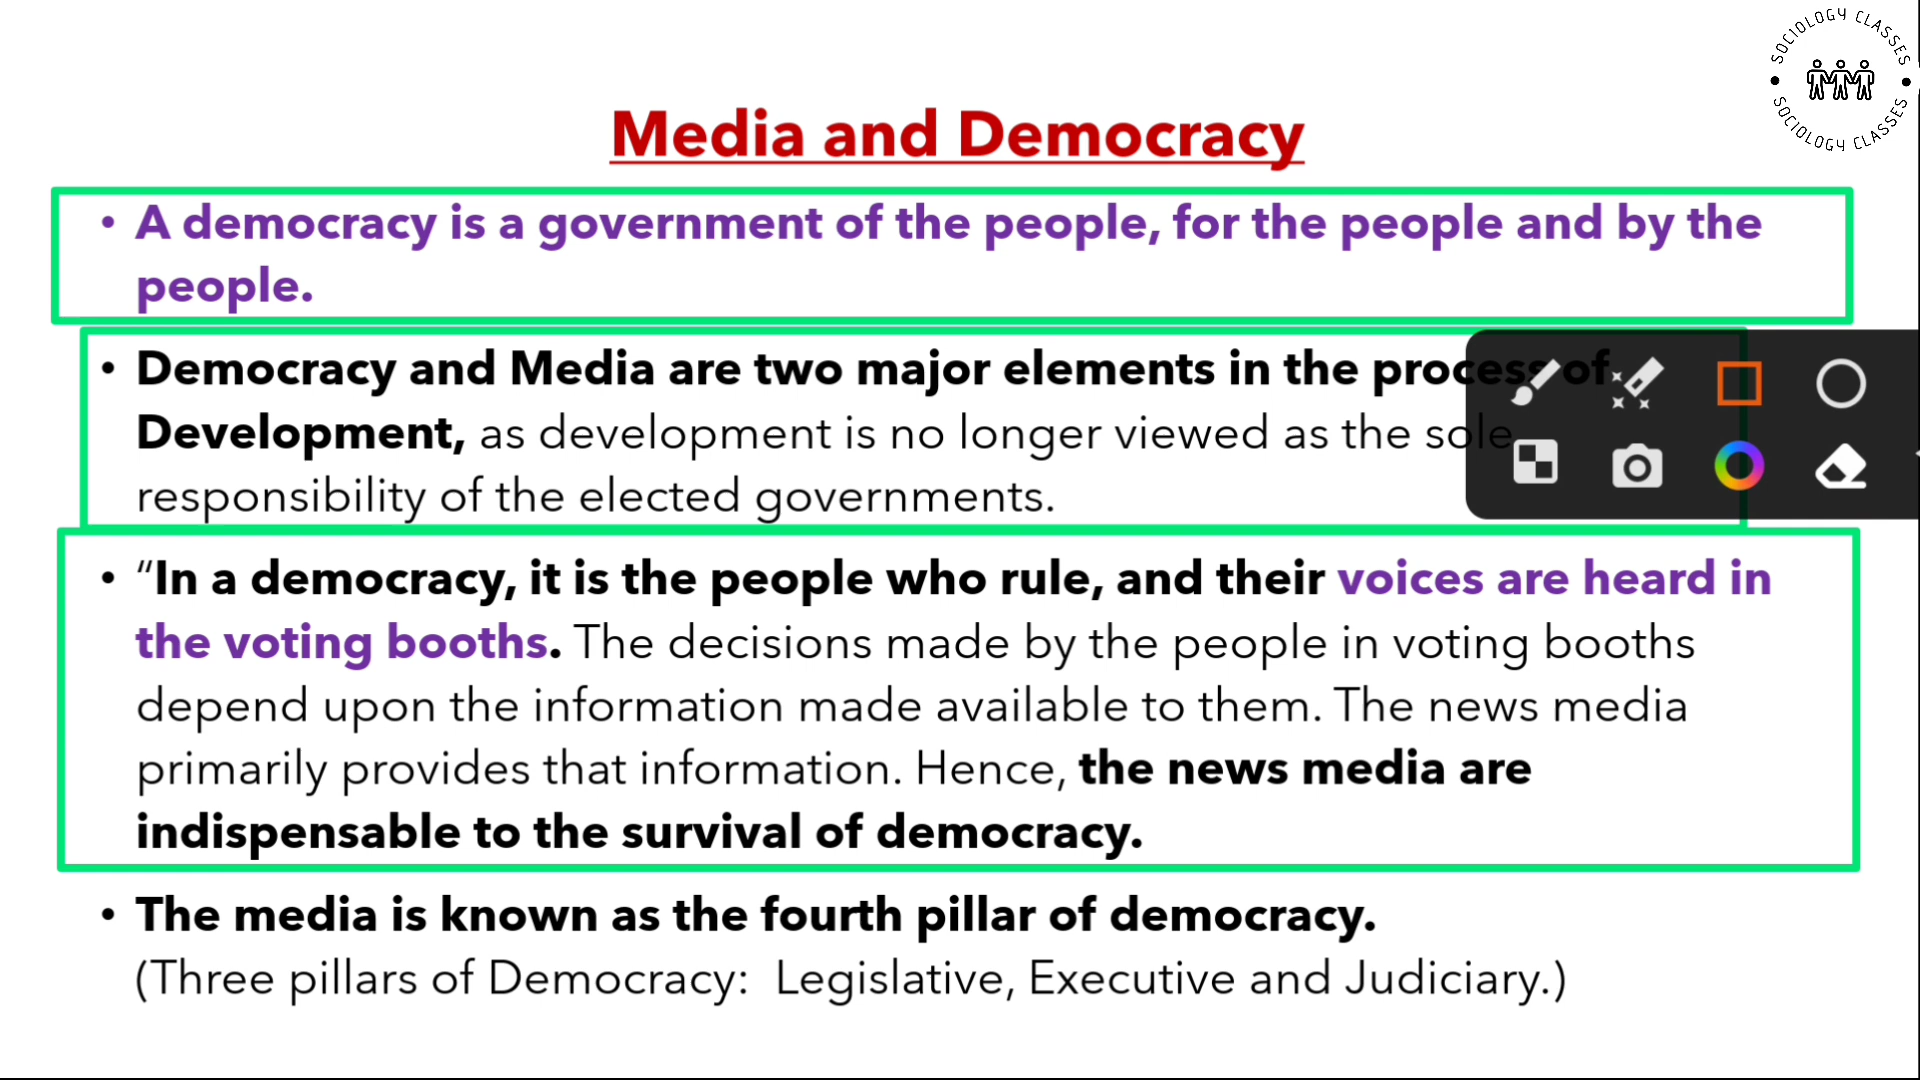 SOCIOLOGY CLASSES
SOCIOLOGY CLASSES
Media and Democracy
• A democracy is a government of the people, for the people and by the
people.
• Democracy and Media are two major elements in the process of
Development, as development is no longer viewed as the sole
responsibility of the elected governments.
• “In a democracy, it is the people who rule, and their voices are heard in
the voting booths. The decisions made by the people in voting booths
depend upon the information made available to them. The news media
primarily provides that information. Hence, the news media are
indispensable to the survival of democracy.
• The media is known as the fourth pillar of democracy.
(Three pillars of Democracy:  Legislative, Executive and Judiciary.)